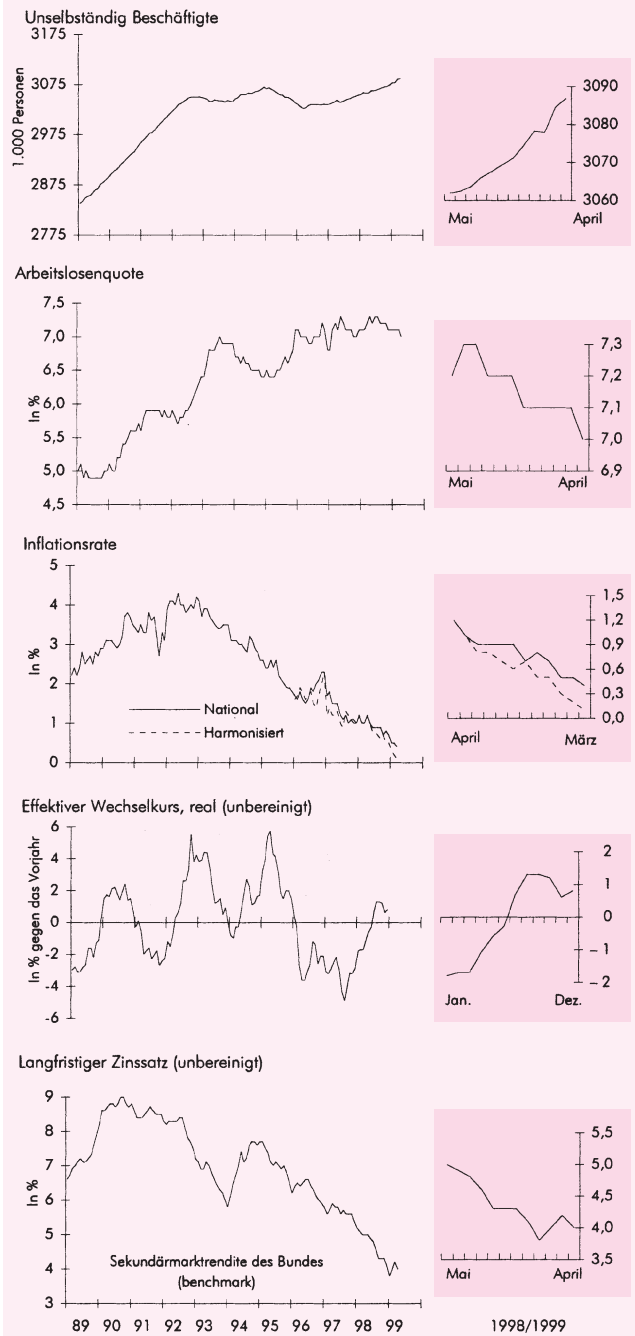 Unselbständig Beschäftigte
1.000 Personen
3175
3075
2975
2875
2775
3090
3080
3070
3060
Mai April
Arbeitslosenquote
In %
7,5
7,0
6,5
6,0
5,5
5,0
4,5
7,3
7,2
7,1
7,0
6,9
Mai April
Inflationsrate
In %
5
4
3
2
1
0
National
Harmonisiert
1,5
1,2
0,9
0,6
0,3
0,0
April März
Effektiver Wechselkurs, real (unbereinigt)
In % gegen das Vorjahr
6
4
2
0
-2
-4
-6
2
1
0
-1
-2
Jan. Dez.
Langfristiger Zinssatz (unbereinigt)
In %
9
8
7
6
5
4
3
Sekundärmarktrendite des Bundes
(benchmark)
5,5
5,0
4,5
4,0
3,5
Mai April
89 90 91 92 93 94 95 96 97 98 99
1998/1999